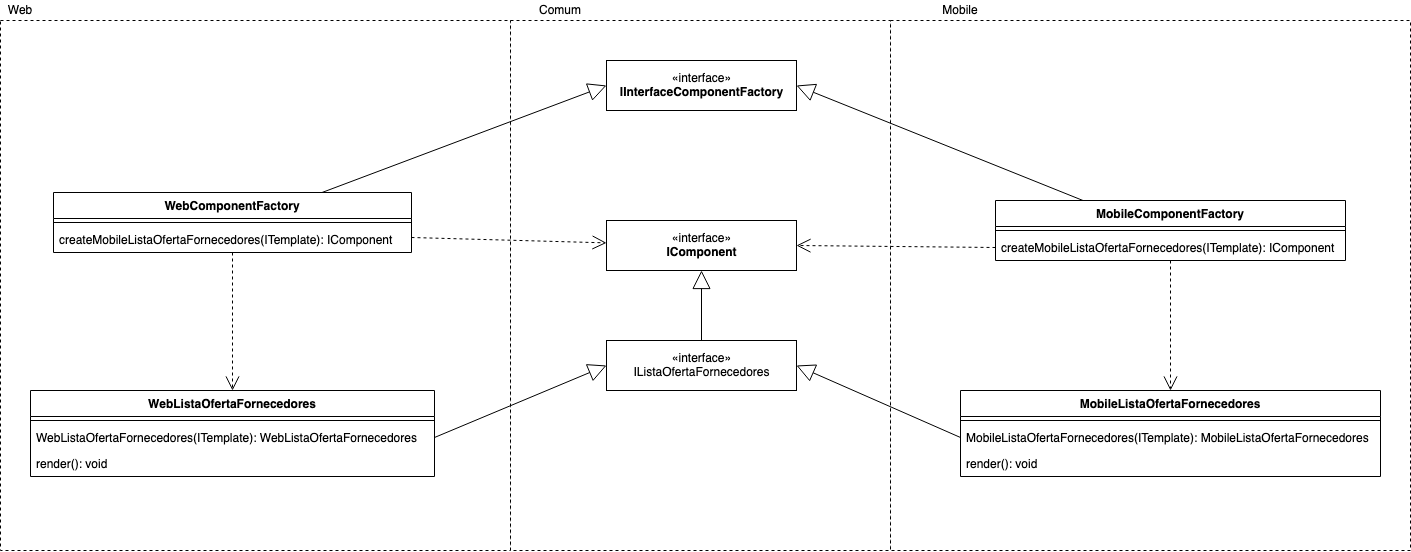 Web
Comum
Mobile
«interface»
IInterfaceComponentFactory
WebComponentFactory
createMobileListaOfertaFornecedores(ITemplate): IComponent
«interface»
IComponent
MobileComponentFactory
createMobileListaOfertaFornecedores(ITemplate): IComponent
«interface»
IListaOfertaFornecedores
WebListaOfertaFornecedores
WebListaOfertaFornecedores(ITemplate): WebListaOfertaFornecedores
render(): void
MobileListaOfertaFornecedores
MobileListaOfertaFornecedores(ITemplate): MobileListaOfertaFornecedores
render(): void